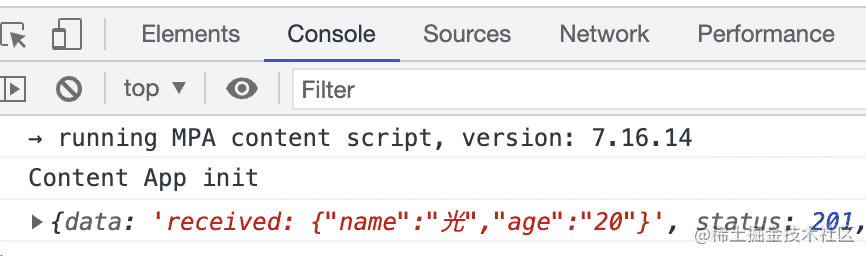 Elements Console Sources Network Performance
top ▼ Filter
→ running MPA content script, version: 7.16.14
Content App init
▶{data: 'received: {"name":"光","age":"20"}', status: 201,
@稀土掘金技术社区